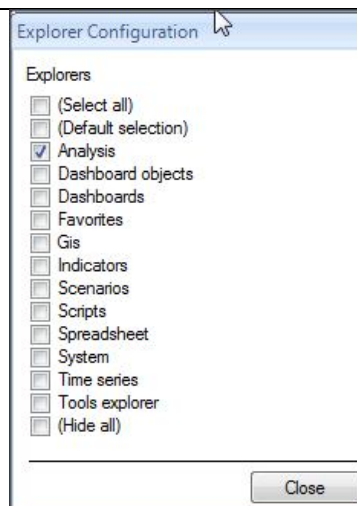 Explorer Configuration
Explorers
(Select all)
(Default selection)
Analysis
Dashboard objects
Dashboards
Favorites
Gis
Indicators
Scenarios
Scripts
Spreadsheet
System
Time series
Tools explorer
(Hide all)
Close